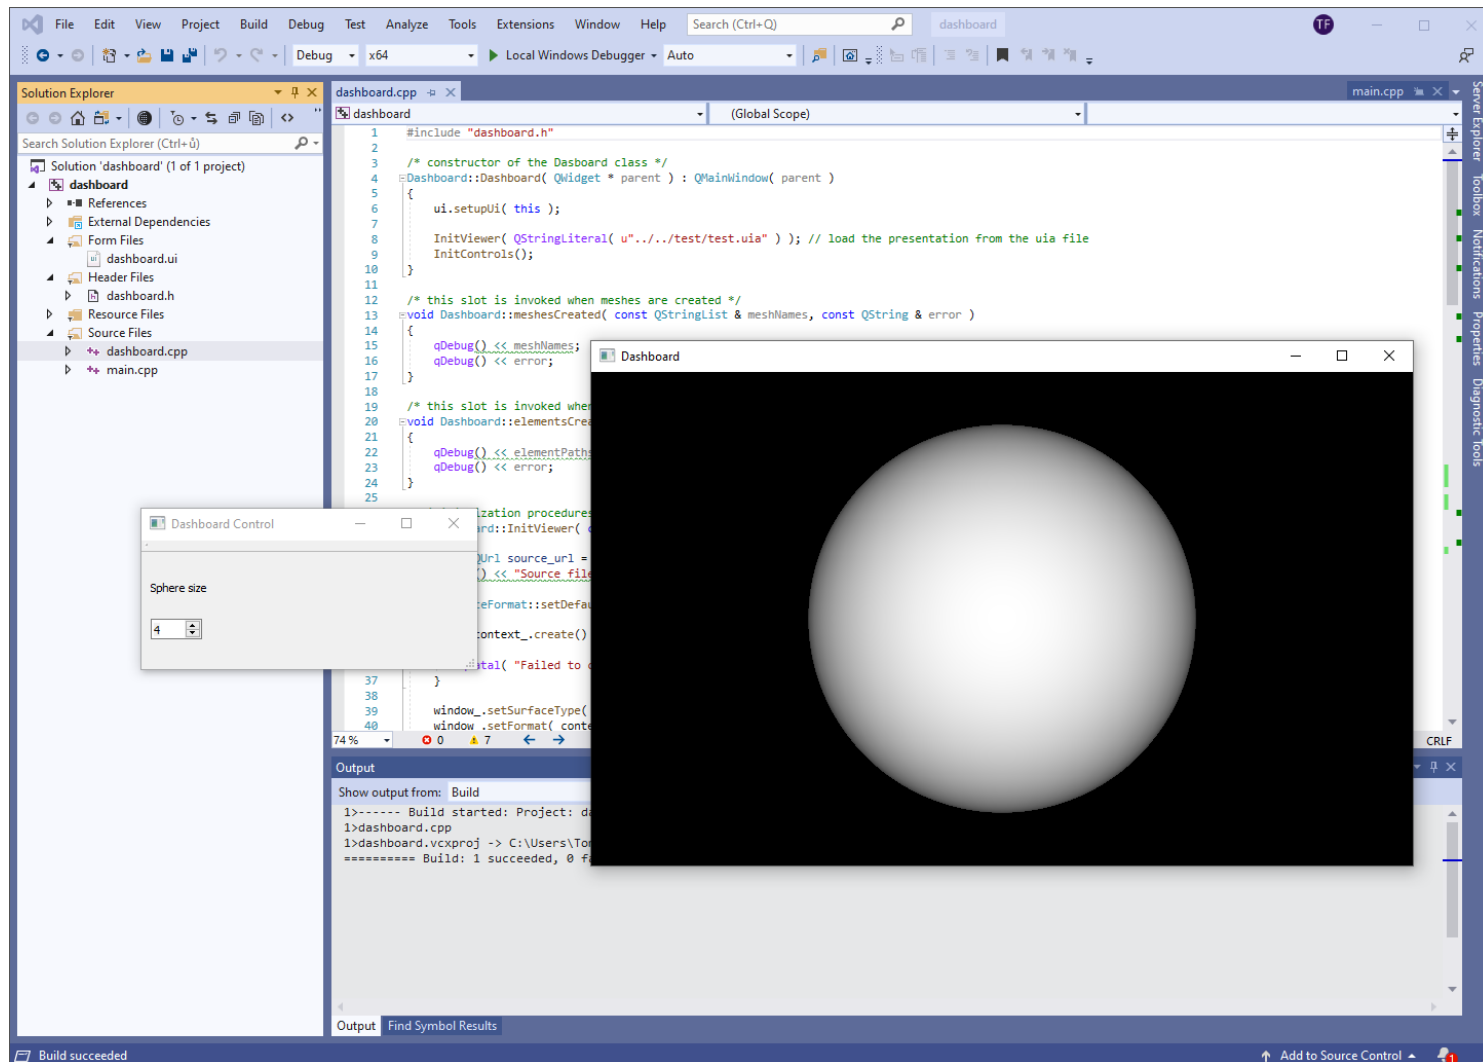 File Edit View Project Build Debug Test Analyze Tools Extensions Window Help Search (Ctrl+Q) dashboard TF
Debug x64 Local Windows Debugger Auto
Solution Explorer
Search Solution Explorer (Ctrl+ů)
Solution 'dashboard' (1 of 1 project)
dashboard
References
External Dependencies
Form Files
dashboard.ui
Header Files
dashboard.h
Resource Files
Source Files
dashboard.cpp
main.cpp
dashboard.cpp main.cpp
dashboard (Global Scope)
1 #include "dashboard.h"
2
3 /* constructor of the Dasboard class */
4 Dashboard::Dashboard( QWidget * parent ) : QMainWindow( parent )
5 {
6 ui.setupUi( this );
7
8 InitViewer( QStringLiteral( u"../../test/test.uia" ) ); // load the presentation from the uia file
9 InitControls();
10 }
11
12 /* this slot is invoked when meshes are created */
13 void Dashboard::meshesCreated( const QStringList & meshNames, const QString & error )
14 {
15 qDebug() << meshNames;
16 qDebug() << error;
17 }
18
19 /* this slot is invoked whe
20 void Dashboard::elementsCrea
21 {
22 qDebug() << elementPaths
23 qDebug() << error;
24 }
25
ization procedures
ard::InitViewer(
QUrl source_url =
() << "Source file
ceFormat::setDefau
context_.create()
atal( "Failed to
37 }
38
39 window_.setSurfaceType(
40 window_.setFormat( conte
Dashboard Control
Sphere size
4
Dashboard
74 % 0 7 CRLF
Output
Show output from: Build
1>------ Build started: Project: da
1>dashboard.cpp
1>dashboard.vcxproj -> C:\Users\Tom
========== Build: 1 succeeded, 0 fa
Output Find Symbol Results
Server Explorer
Toolbox
Notifications
Properties
Diagnostic Tools
Build succeeded Add to Source Control 1